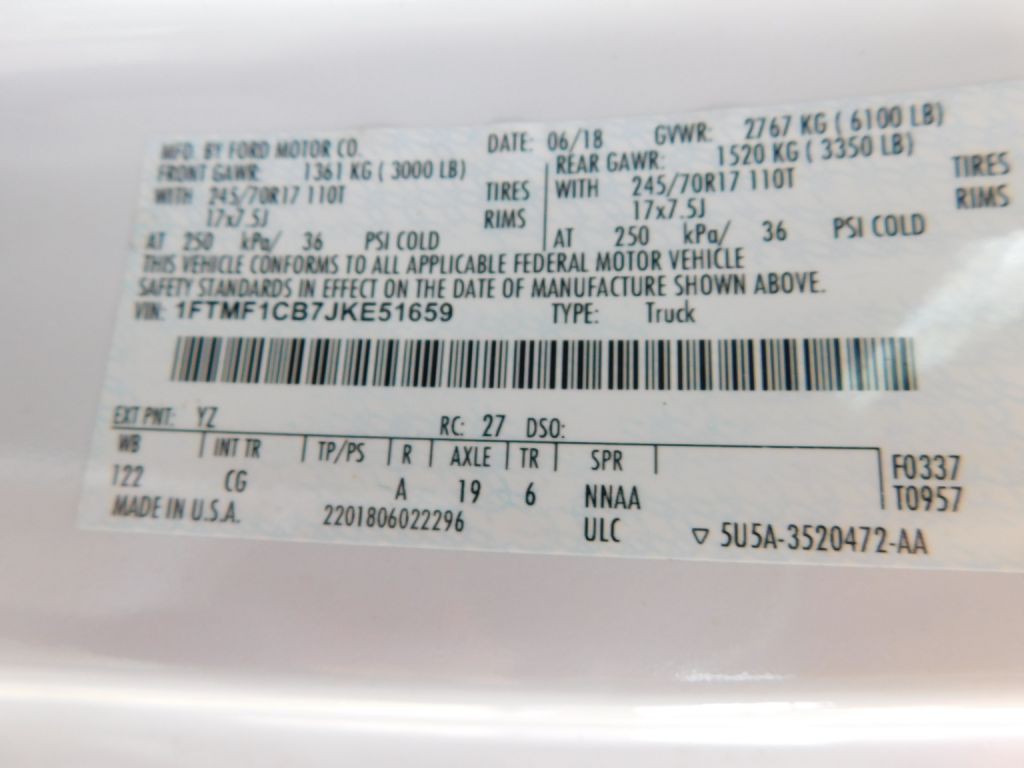 MFD. BY FORD MOTOR CO. DATE: 06/18 GVWR: 2767 KG ( 6100 LB)
FRONT GAWR: 1361 KG ( 3000 LB) REAR GAWR: 1520 KG ( 3350 LB)
WITH 245/70R17 110T TIRES WITH 245/70R17 110T TIRES
17x7.5J RIMS 17x7.5J RIMS
AT 250 kPa/ 36 PSI COLD AT 250 kPa/ 36 PSI COLD
THIS VEHICLE CONFORMS TO ALL APPLICABLE FEDERAL MOTOR VEHICLE
SAFETY STANDARDS IN EFFECT ON THE DATE OF MANUFACTURE SHOWN ABOVE.
VIN: 1FTMF1CB7JKE51659 TYPE: Truck
EXT PNT: YZ RC: 27 DSO:
WB INT TR TP/PS R AXLE TR SPR F0337
122 CG A 19 6 NNAA T0957
MADE IN U.S.A. 2201806022296 ULC ▽ 5U5A-3520472-AA